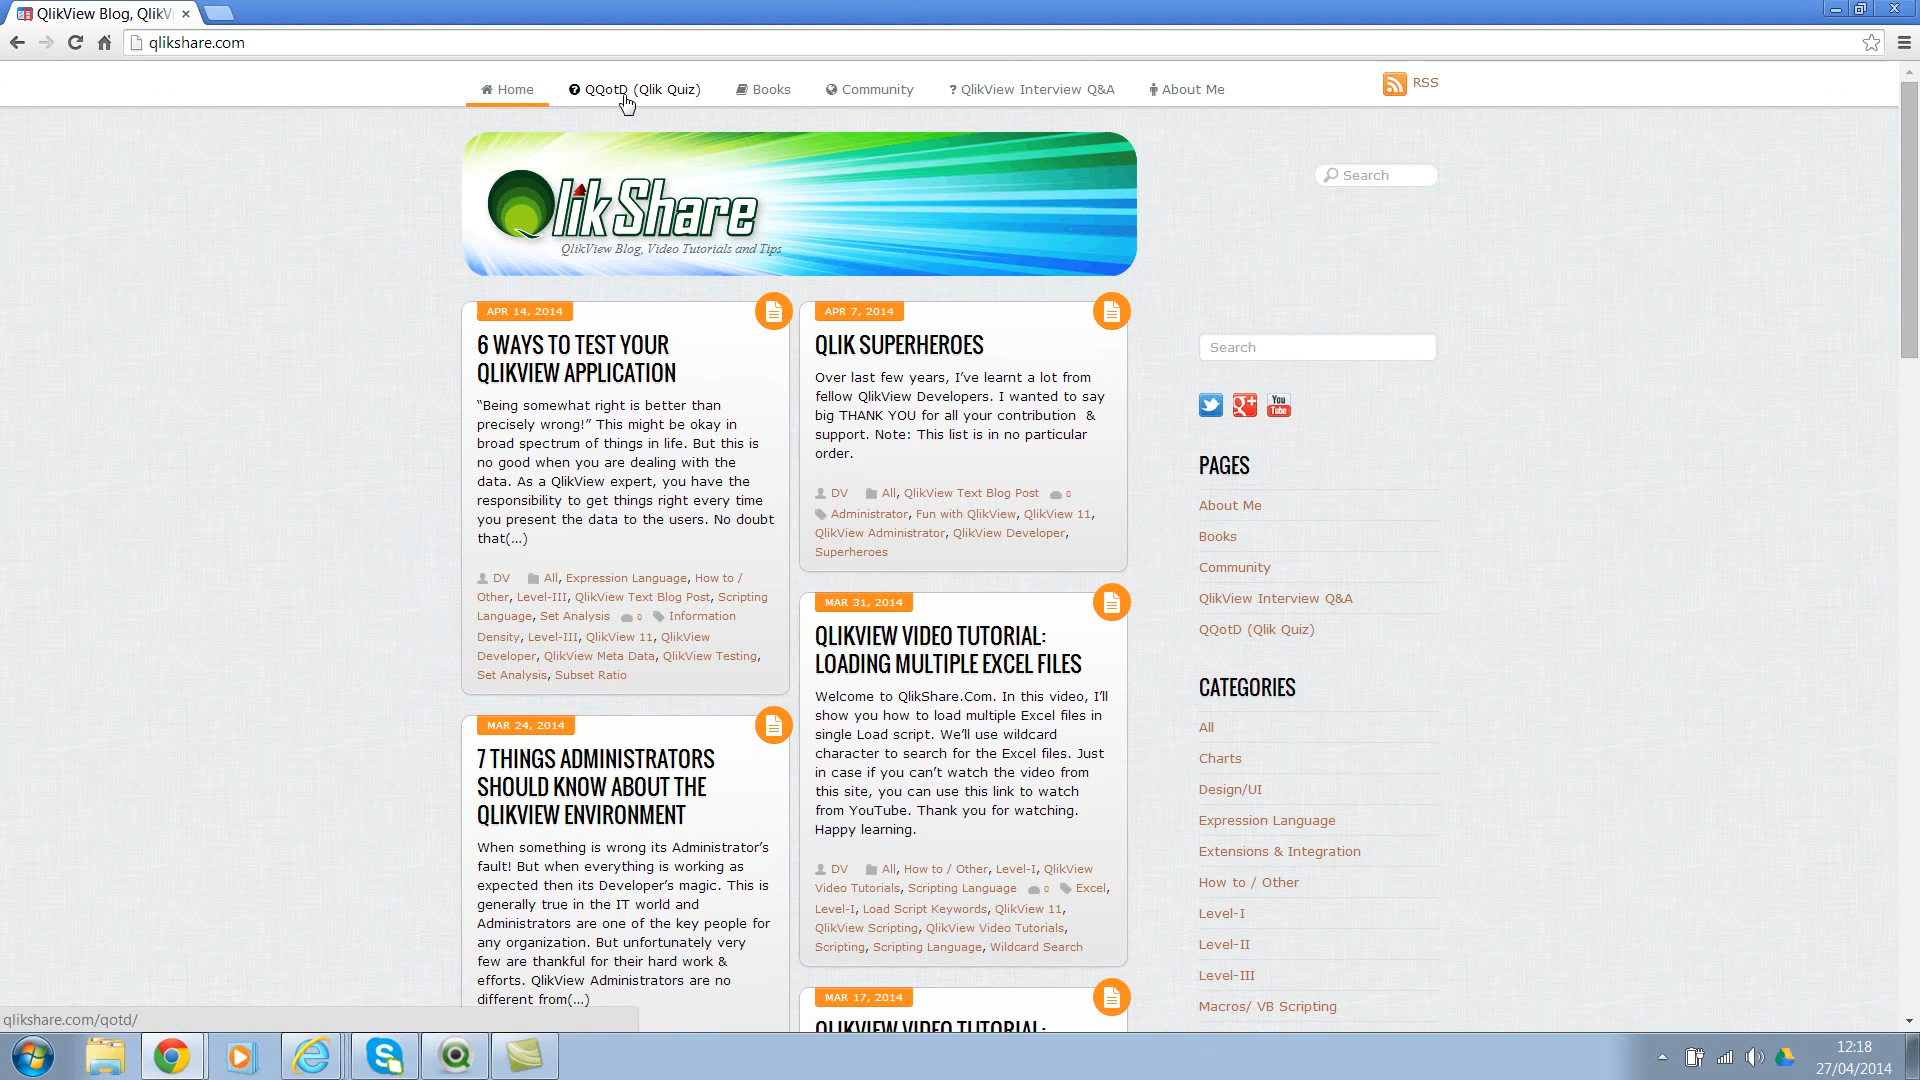 QlikView Blog, QlikV
qlikshare.com
Home
QQotD (Qlik Quiz)
Books
Community
QlikView Interview Q&A
About Me
RSS
QlikShare
QlikView Blog, Video Tutorials and Tips
Search
APR 14, 2014
6 WAYS TO TEST YOUR
QLIKVIEW APPLICATION
“Being somewhat right is better than
precisely wrong!” This might be okay in
broad spectrum of things in life. But this is
no good when you are dealing with the
data. As a QlikView expert, you have the
responsibility to get things right every time
you present the data to the users. No doubt
that(...)
DV All, Expression Language, How to /
Other, Level-III, QlikView Text Blog Post, Scripting
Language, Set Analysis 0 Information
Density, Level-III, QlikView 11, QlikView
Developer, QlikView Meta Data, QlikView Testing,
Set Analysis, Subset Ratio
MAR 24, 2014
7 THINGS ADMINISTRATORS
SHOULD KNOW ABOUT THE
QLIKVIEW ENVIRONMENT
When something is wrong its Administrator’s
fault! But when everything is working as
expected then its Developer’s magic. This is
generally true in the IT world and
Administrators are one of the key people for
any organization. But unfortunately very
few are thankful for their hard work &
efforts. QlikView Administrators are no
different from(...)
APR 7, 2014
QLIK SUPERHEROES
Over last few years, I’ve learnt a lot from
fellow QlikView Developers. I wanted to say
big THANK YOU for all your contribution &
support. Note: This list is in no particular
order.
DV All, QlikView Text Blog Post 0
Administrator, Fun with QlikView, QlikView 11,
QlikView Administrator, QlikView Developer,
Superheroes
MAR 31, 2014
QLIKVIEW VIDEO TUTORIAL:
LOADING MULTIPLE EXCEL FILES
Welcome to QlikShare.Com. In this video, I’ll
show you how to load multiple Excel files in
single Load script. We’ll use wildcard
character to search for the Excel files. Just
in case if you can’t watch the video from
this site, you can use this link to watch
from YouTube. Thank you for watching.
Happy learning.
DV All, How to / Other, Level-I, QlikView
Video Tutorials, Scripting Language 0 Excel,
Level-I, Load Script Keywords, QlikView 11,
QlikView Scripting, QlikView Video Tutorials,
Scripting, Scripting Language, Wildcard Search
MAR 17, 2014
QLIKVIEW VIDEO TUTORIAL:
Search
You
Tube
PAGES
About Me
Books
Community
QlikView Interview Q&A
QQotD (Qlik Quiz)
CATEGORIES
All
Charts
Design/UI
Expression Language
Extensions & Integration
How to / Other
Level-I
Level-II
Level-III
Macros/ VB Scripting
qlikshare.com/qotd/
12:18
27/04/2014